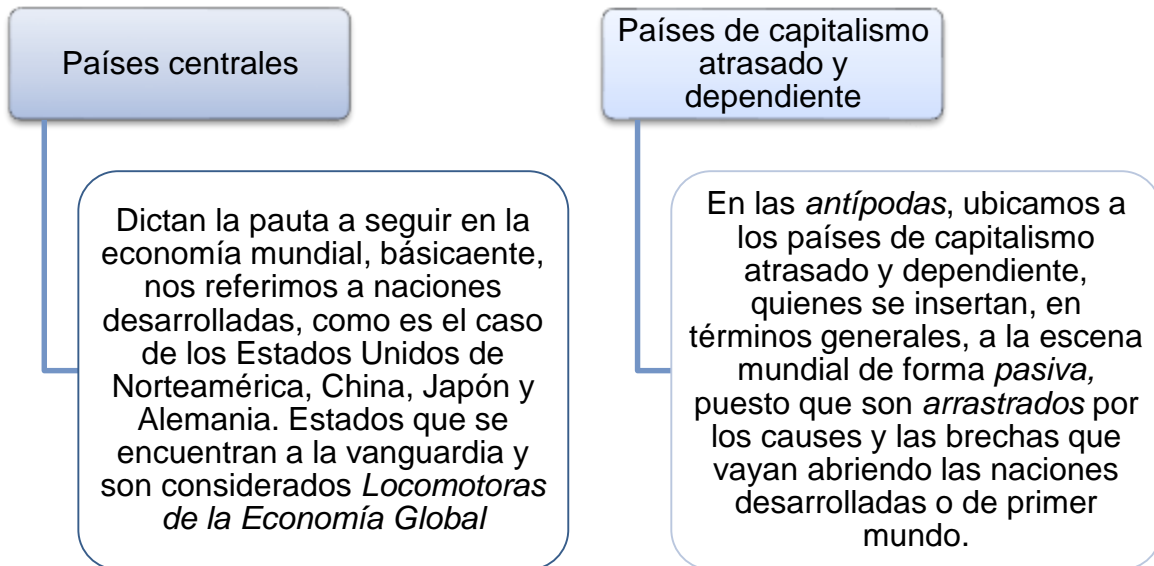 Países centrales
Dictan la pauta a seguir en la
economía mundial, básicaente,
nos referimos a naciones
desarrolladas, como es el caso
de los Estados Unidos de
Norteamérica, China, Japón y
Alemania. Estados que se
encuentran a la vanguardia y
son considerados Locomotoras
de la Economía Global
Países de capitalismo
atrasado y
dependiente
En las antípodas, ubicamos a
los países de capitalismo
atrasado y dependiente,
quienes se insertan, en
términos generales, a la escena
mundial de forma pasiva,
puesto que son arrastrados por
los causes y las brechas que
vayan abriendo las naciones
desarrolladas o de primer
mundo.